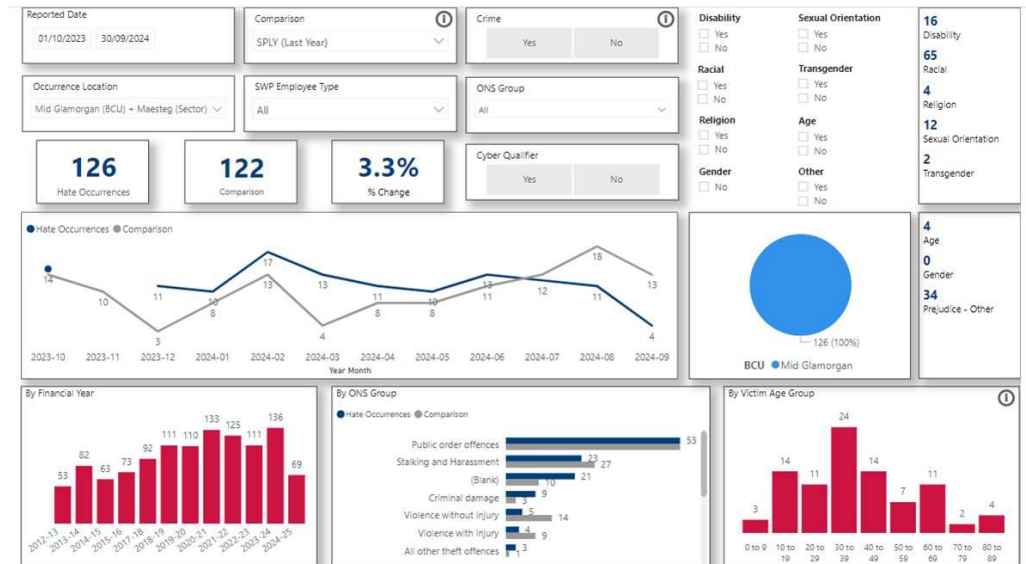 Reported Date
01/10/2023 30/09/2024
Comparison
SPLY (Last Year)
Crime
Yes No
Occurrence Location
Mid Glamorgan (BCU) + Maesteg (Sector)
SWP Employee Type
All
ONS Group
All
Cyber Qualifier
Yes No
Disability
Yes
No
Racial
Yes
No
Religion
Yes
No
Gender
No
Sexual Orientation
Yes
No
Transgender
Yes
No
Age
Yes
No
Other
Yes
No
16
Disability
65
Racial
4
Religion
12
Sexual Orientation
2
Transgender
126
Hate Occurrences
122
Comparison
3.3%
% Change
Hate Occurrences Comparison
14 10 11 3 10 8 17 13 13 4 11 8 10 8 13 11 12 18 11 13 4
2023-10 2023-11 2023-12 2024-01 2024-02 2024-03 2024-04 2024-05 2024-06 2024-07 2024-08 2024-09
Year Month
126 (100%)
BCU Mid Glamorgan
4
Age
0
Gender
34
Prejudice - Other
By Financial Year
53 82 63 73 92 111 110 133 125 111 136 69
2012-13 2013-14 2014-15 2015-16 2017-18 2018-19 2019-20 2020-21 2021-22 2022-23 2023-24 2024-25
By ONS Group
Hate Occurrences Comparison
Public order offences 53
Stalking and Harassment 23 27
(Blank) 21 10
Criminal damage 9 3
Violence without injury 5 14
Violence with injury 4 9
All other theft offences 3 1
By Victim Age Group
3 14 11 24 14 7 11 2 4
0 to 9 10 to 19 20 to 29 30 to 39 40 to 49 50 to 59 60 to 69 70 to 79 80 to 89